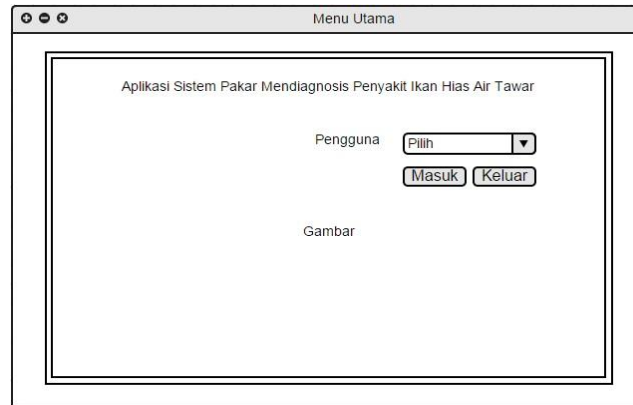 Menu Utama
Aplikasi Sistem Pakar Mendiagnosis Penyakit Ikan Hias Air Tawar
Pengguna Pilih
Masuk Keluar
Gambar